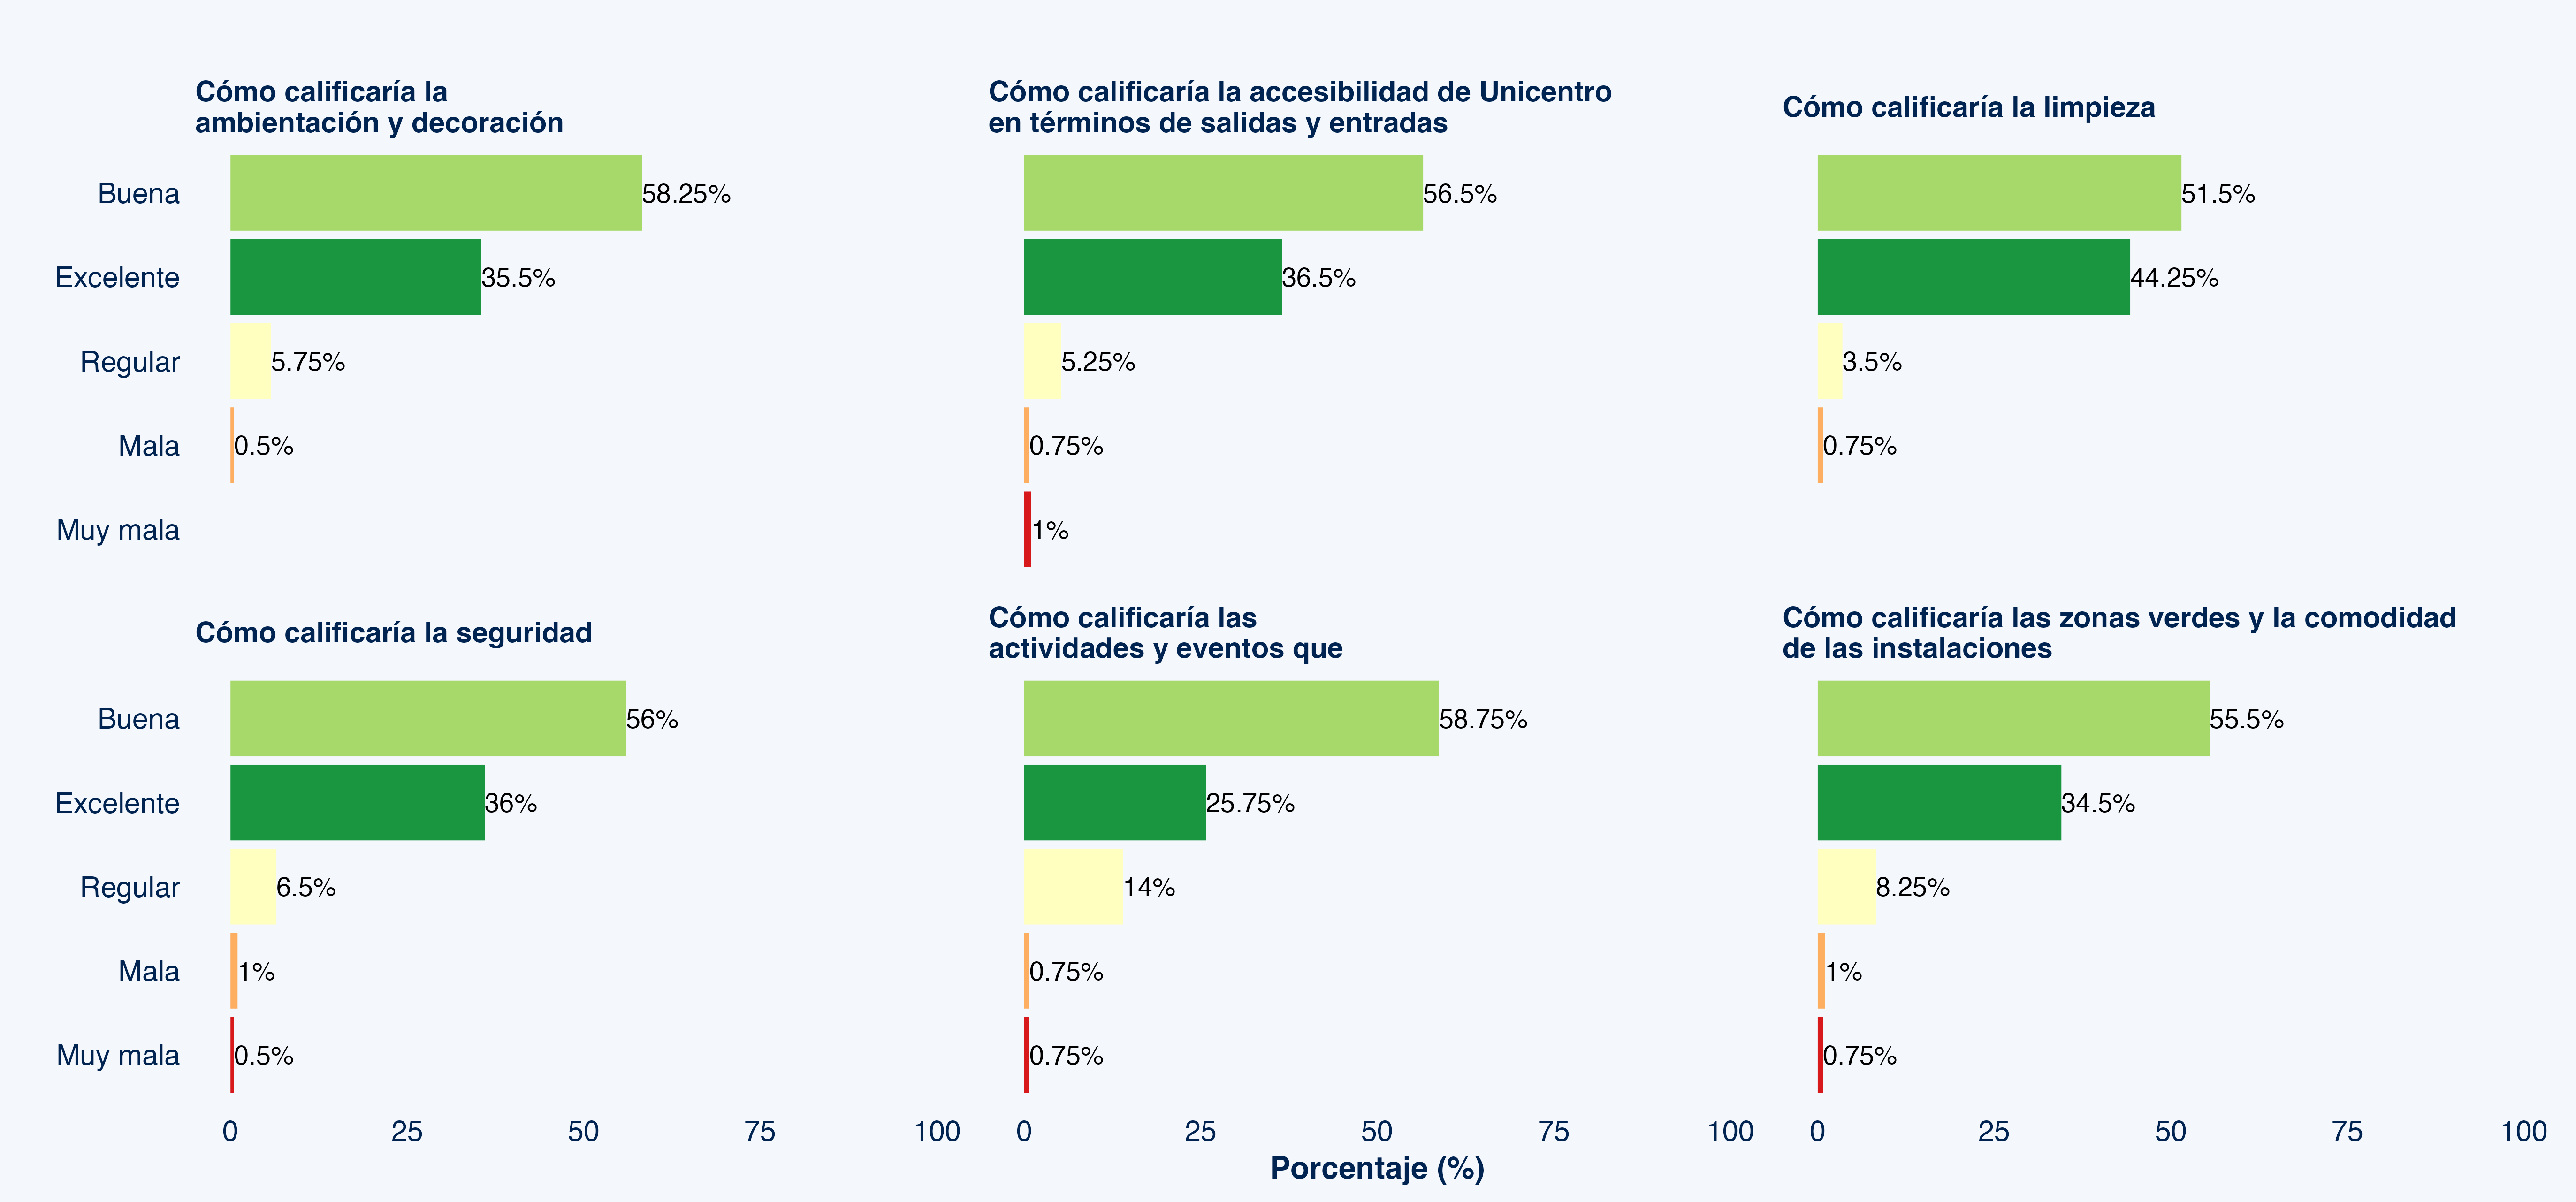 Cómo calificaría la
ambientación y decoración
Cómo calificaría la accesibilidad de Unicentro
en términos de salidas y entradas
Cómo calificaría la limpieza
Buena
58.25%
56.5%
51.5%
Excelente
35.5%
36.5%
44.25%
Regular
5.75%
5.25%
3.5%
Mala
0.5%
0.75%
0.75%
Muy mala
1%
Cómo calificaría la seguridad
Cómo calificaría las
actividades y eventos que
Cómo calificaría las zonas verdes y la comodidad
de las instalaciones
Buena
56%
58.75%
55.5%
Excelente
36%
25.75%
34.5%
Regular
6.5%
14%
8.25%
Mala
1%
0.75%
1%
Muy mala
0.5%
0.75%
0.75%
0 25 50 75 100
0 25 50 75 100
0 25 50 75 100
Porcentaje (%)